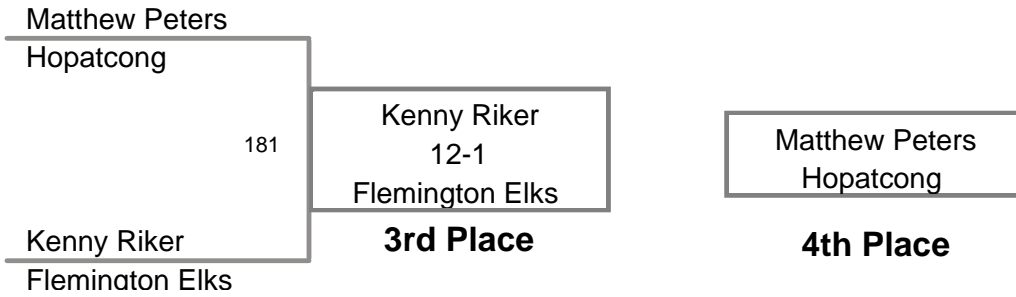 Matthew Peters
Hopatcong
181
Kenny Riker
12-1
Flemington Elks
3rd Place
Kenny Riker
Flemington Elks
Matthew Peters
Hopatcong
4th Place